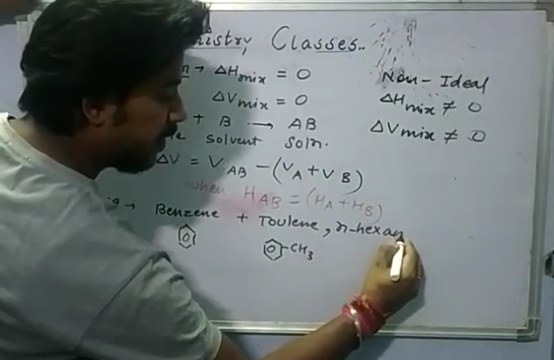 Classes..
ΔHmix = 0
ΔVmix = 0
+ B → AB
solvent Soln.
ΔV = VAB - (VA + VB)
when HAB = (HA + HB)
Benzene + Toulene, n-hexan
-CH3
Non-Ideal
ΔHmix ≠ 0
ΔVmix ≠ 0